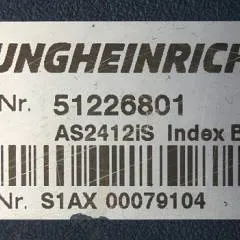 UNGHEINRICH
Nr. 51226801
AS2412iS Index B
Nr. S1AX 00079104